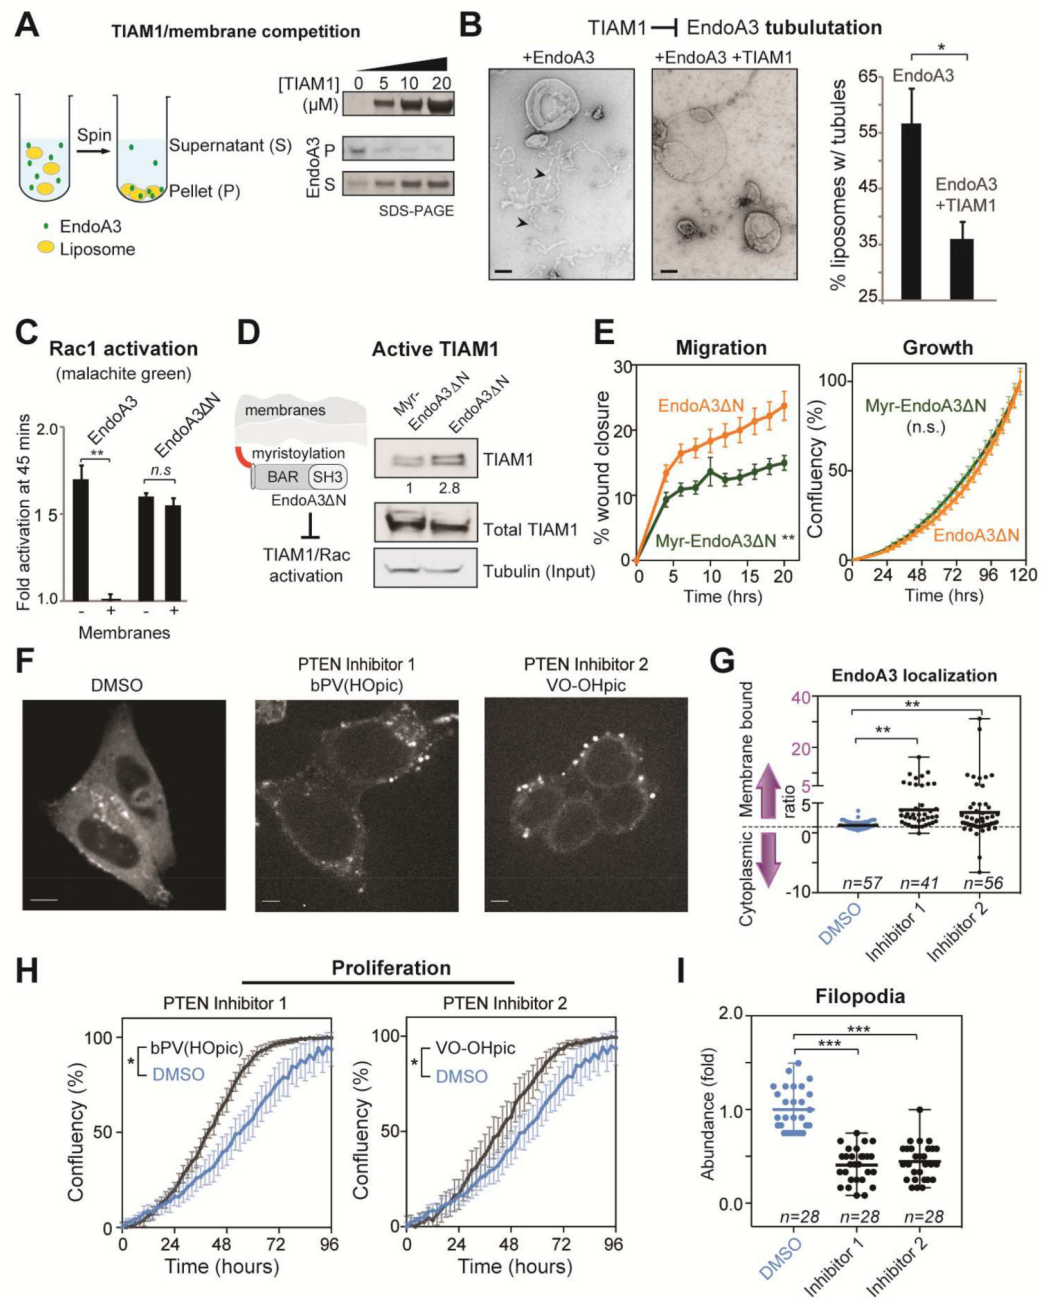 A
TIAM1/membrane competition
Spin
Supernatant (S)
Pellet (P)
EndoA3
Liposome
[TIAM1] 0 5 10 20
(µM)
EndoA3
P
S
SDS-PAGE
B
TIAM1 EndoA3 tubulutation
+EndoA3
+EndoA3 +TIAM1
*
% liposomes w/ tubules
65
55
45
35
25
EndoA3
EndoA3
+TIAM1
C
Rac1 activation
(malachite green)
Fold activation at 45 mins
2.0
1.5
1.0
EndoA3
EndoA3ΔN
**
n.s
- + - +
Membranes
D
Active TIAM1
membranes
myristoylation
BAR SH3
EndoA3ΔN
TIAM1/Rac
activation
Myr-
EndoA3ΔN
EndoA3ΔN
TIAM1
1 2.8
Total TIAM1
Tubulin (Input)
E
Migration
% wound closure
30
20
10
0
EndoA3ΔN
Myr-EndoA3ΔN **
0 5 10 15 20
Time (hrs)
Growth
Confluency (%)
100
50
0
Myr-EndoA3ΔN
(n.s.)
EndoA3ΔN
0 24 48 72 96 120
Time (hrs)
F
DMSO
PTEN Inhibitor 1
bPV(HOpic)
PTEN Inhibitor 2
VO-OHpic
G
EndoA3 localization
Cytoplasmic Membrane bound
ratio
40
20
5
5
0
-10
**
**
n=57 n=41 n=56
DMSO
Inhibitor 1
Inhibitor 2
H
Proliferation
PTEN Inhibitor 1
Confluency (%)
100
50
0
* bPV(HOpic)
DMSO
0 24 48 72 96
Time (hours)
PTEN Inhibitor 2
Confluency (%)
100
50
0
* VO-OHpic
DMSO
0 24 48 72 96
Time (hours)
I
Filopodia
Abundance (fold)
2.0
1.0
0.0
***
***
n=28 n=28 n=28
DMSO
Inhibitor 1
Inhibitor 2